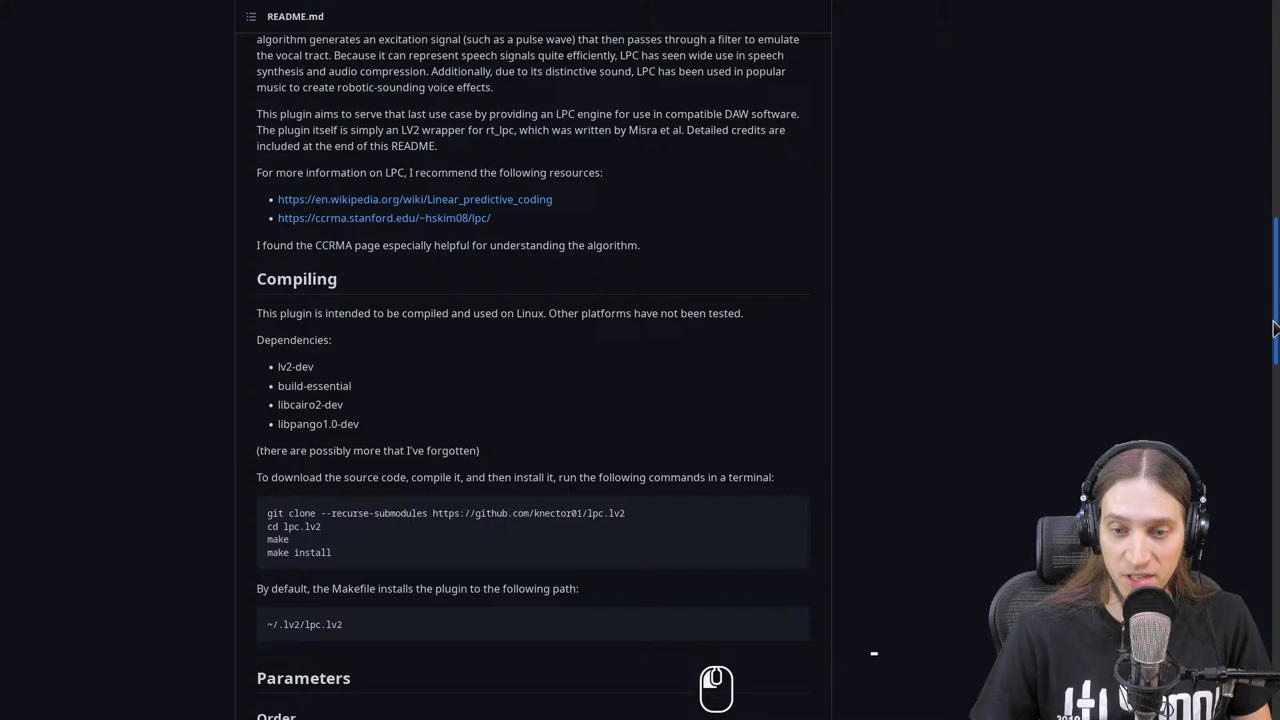 README.md
algorithm generates an excitation signal (such as a pulse wave) that then passes through a filter to emulate
the vocal tract. Because it can represent speech signals quite efficiently, LPC has seen wide use in speech
synthesis and audio compression. Additionally, due to its distinctive sound, LPC has been used in popular
music to create robotic-sounding voice effects.
This plugin aims to serve that last use case by providing an LPC engine for use in compatible DAW software.
The plugin itself is simply an LV2 wrapper for rt_lpc, which was written by Misra et al. Detailed credits are
included at the end of this README.
For more information on LPC, I recommend the following resources:
https://en.wikipedia.org/wiki/Linear_predictive_coding
https://ccrma.stanford.edu/~hskim08/lpc/
I found the CCRMA page especially helpful for understanding the algorithm.
Compiling
This plugin is intended to be compiled and used on Linux. Other platforms have not been tested.
Dependencies:
lv2-dev
build-essential
libcairo2-dev
libpango1.0-dev
(there are possibly more that I've forgotten)
To download the source code, compile it, and then install it, run the following commands in a terminal:
git clone --recurse-submodules https://github.com/knector01/lpc.lv2
cd lpc.lv2
make
make install
By default, the Makefile installs the plugin to the following path:
~/.lv2/lpc.lv2
Parameters
Order